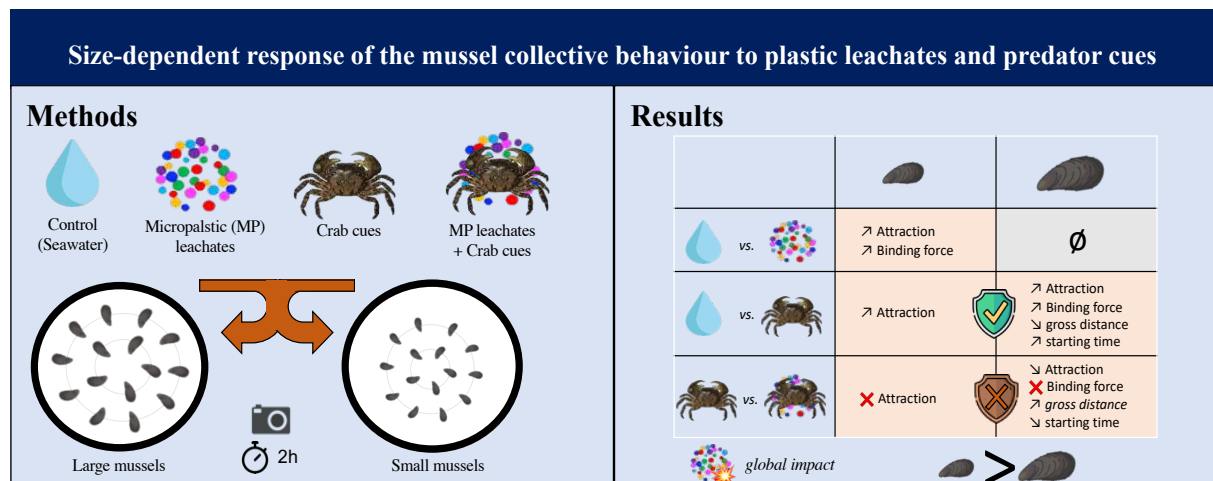 Size-dependent response of the mussel collective behaviour to plastic leachates and predator cues
Methods
Control
(Seawater)
Micropalstic (MP)
leachates
Crab cues
MP leachates
+ Crab cues
Large mussels
2h
Small mussels
Results
vs.
↗ Attraction
↗ Binding force
Ø
vs.
↗ Attraction
↗ Attraction
↗ Binding force
↘ gross distance
↗ starting time
vs.
❌ Attraction
↘ Attraction
❌ Binding force
↗ gross distance
↘ starting time
global impact
>